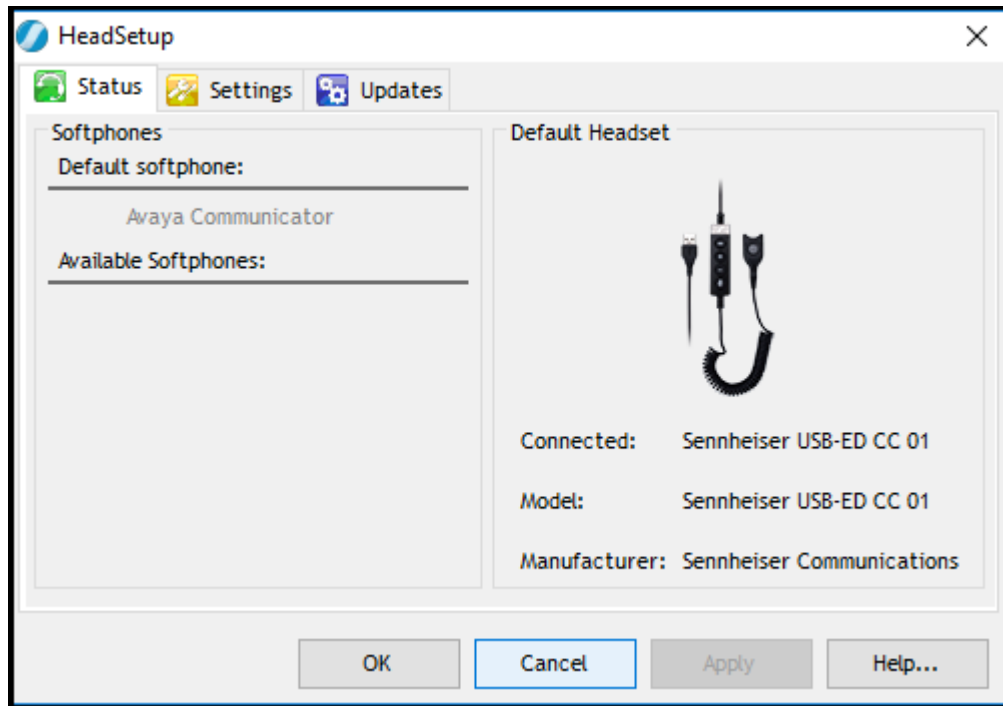 HeadSetup
Status Settings Updates
Softphones
Default softphone:
Avaya Communicator
Available Softphones:
Default Headset
Connected: Sennheiser USB-ED CC 01
Model: Sennheiser USB-ED CC 01
Manufacturer: Sennheiser Communications
OK Cancel Apply Help...